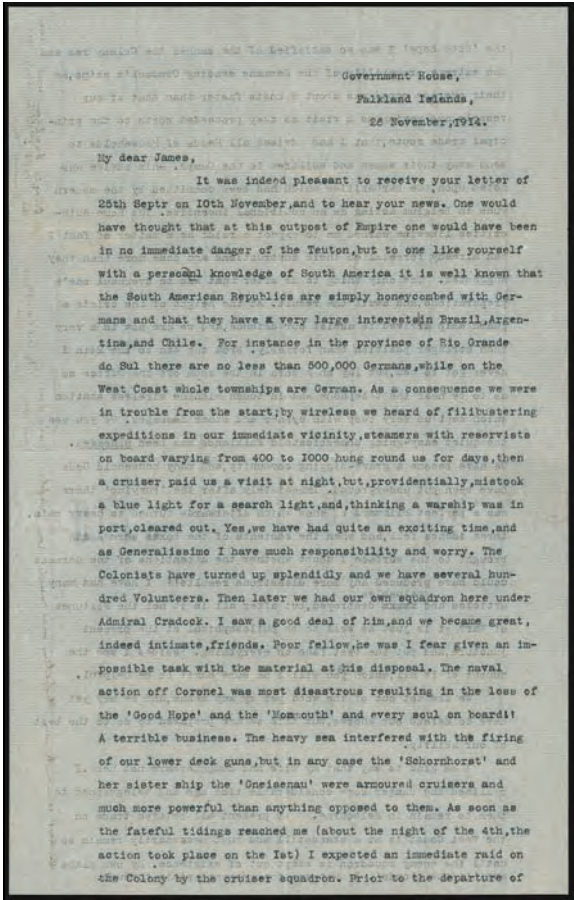 Government House,
Falkland Islands,
26 November,1914.
My dear James,
It was indeed pleasant to receive your letter of
25th Septr on IOth November,and to hear your news. One would
have thought that at this outpost of Empire one would have been
in no immediate danger of the Teuton,but to one like yourself
with a persoanl knowledge of South America it is well known that
the South American Republics are simply honeycombed with Ger-
mans and that they have a very large interests in Brazil,Argen-
tina,and Chile. For instance in the province of Rio Grande
do Sul there are no less than 500,000 Germans,while on the
West Coast whole townships are German. As a consequence we were
in trouble from the start;by wireless we heard of filibustering
expeditions in our immediate vicinity,steamers with reservists
on board varying from 400 to I000 hung round us for days,then
a cruiser paid us a visit at night,but,providentially,mistook
a blue light for a search light,and,thinking a warship was in
port,cleared out. Yes,we have had quite an exciting time,and
as Generalissimo I have much responsibility and worry. The
Colonists have turned up splendidly and we have several hun-
dred Volunteers. Then later we had our own squadron here under
Admiral Cradock. I saw a good deal of him,and we became great,
indeed intimate,friends. Poor fellow,he was I fear given an im-
possible task with the material at his disposal. The naval
action off Coronel was most disastrous resulting in the loss of
the 'Good Hope' and the 'Monmouth' and every soul on board!!
A terrible business. The heavy sea interfered with the firing
of our lower deck guns,but in any case the 'Schornhorst' and
her sister ship the 'Gneisenau' were armoured cruisers and
much more powerful than anything opposed to them. As soon as
the fateful tidings reached me (about the night of the 4th,the
action took place on the Ist) I expected an immediate raid on
the Colony by the cruiser squadron. Prior to the departure of